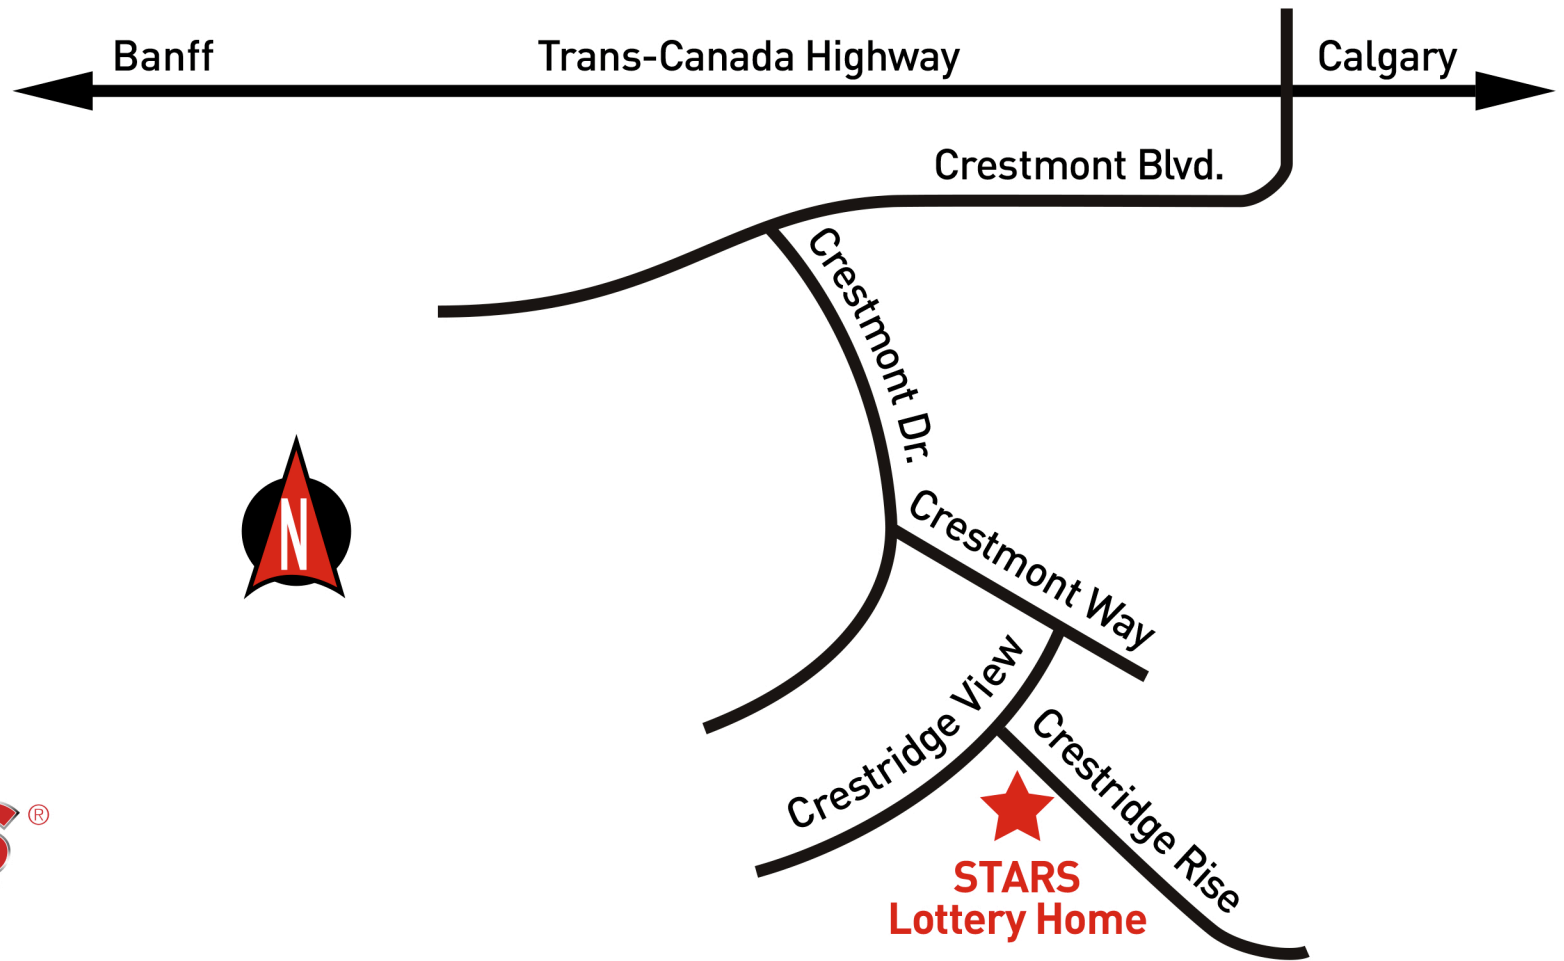 Banff
Trans-Canada Highway
Calgary
Crestmont Blvd.
Crestmont Dr.
N
Crestmont Way
Crestridge View
Crestridge Rise
S®
STARS
Lottery Home